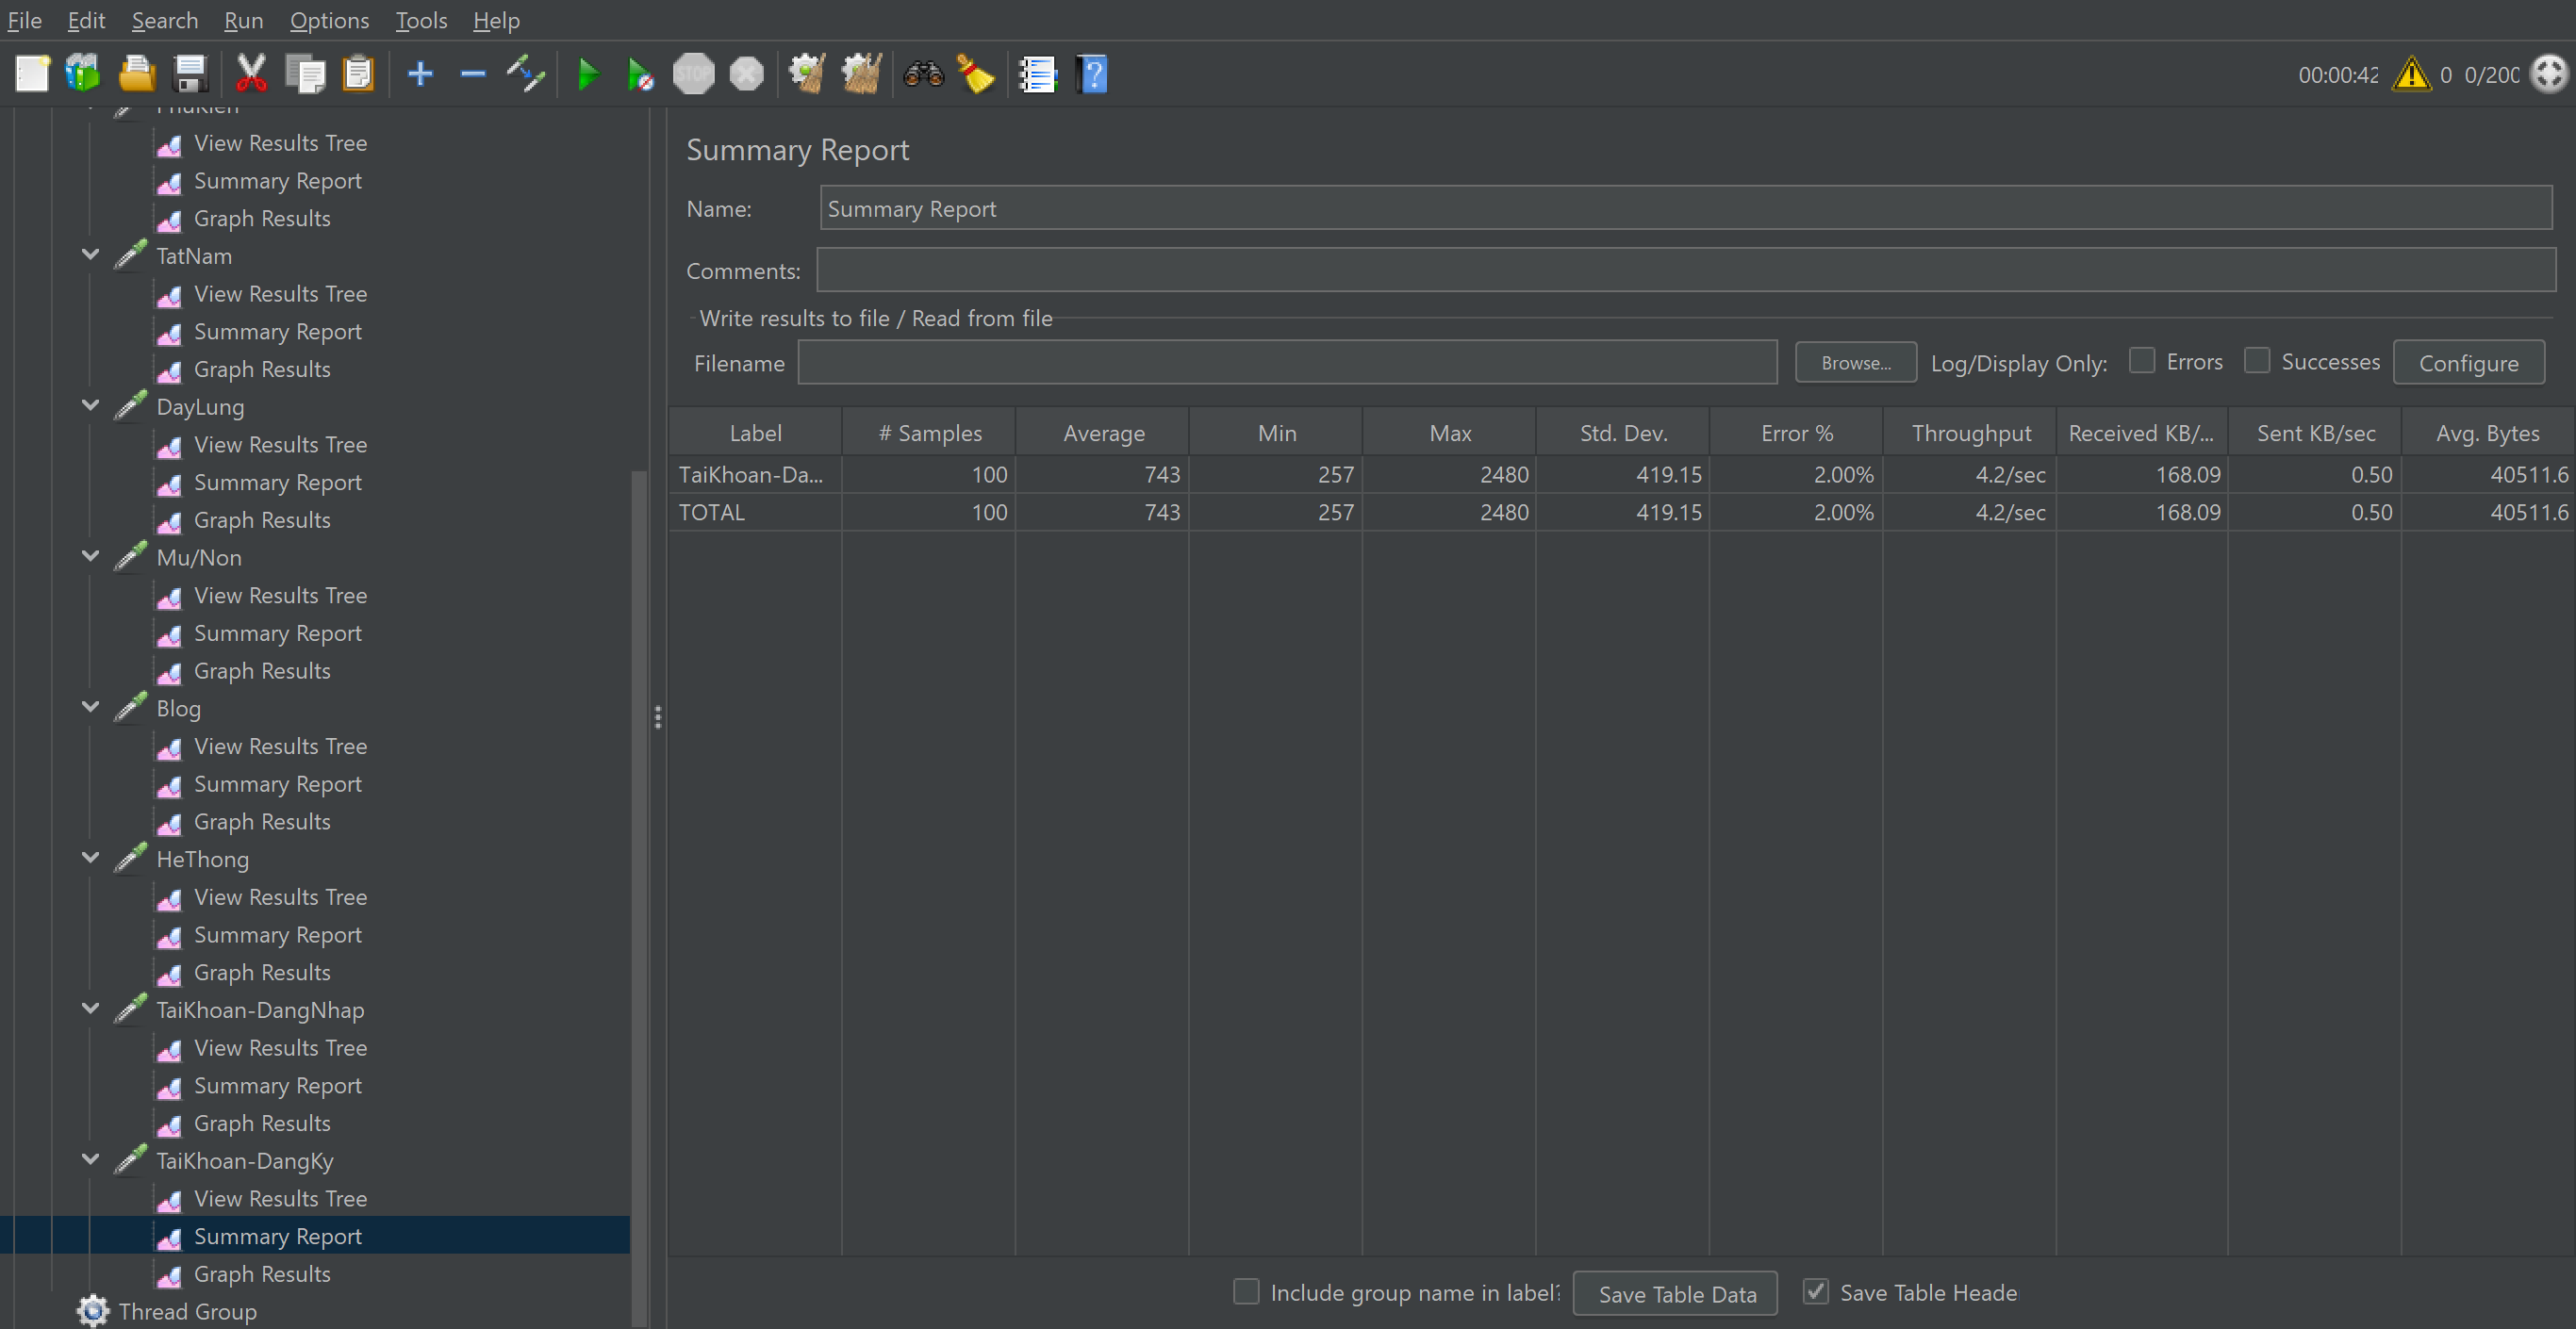 File Edit Search Run Options Tools Help
STOP
00:00:42 0 0/200
View Results Tree
Summary Report
Graph Results
TatNam
View Results Tree
Summary Report
Graph Results
DayLung
View Results Tree
Summary Report
Graph Results
Mu/Non
View Results Tree
Summary Report
Graph Results
Blog
View Results Tree
Summary Report
Graph Results
HeThong
View Results Tree
Summary Report
Graph Results
TaiKhoan-DangNhap
View Results Tree
Summary Report
Graph Results
TaiKhoan-DangKy
View Results Tree
Summary Report
Graph Results
Thread Group
Summary Report
Name: Summary Report
Comments:
Write results to file / Read from file
Filename Browse... Log/Display Only: Errors Successes Configure
Label # Samples Average Min Max Std. Dev. Error % Throughput Received KB/... Sent KB/sec Avg. Bytes
TaiKhoan-Da... 100 743 257 2480 419.15 2.00% 4.2/sec 168.09 0.50 40511.6
TOTAL 100 743 257 2480 419.15 2.00% 4.2/sec 168.09 0.50 40511.6
Include group name in label? Save Table Data Save Table Heade